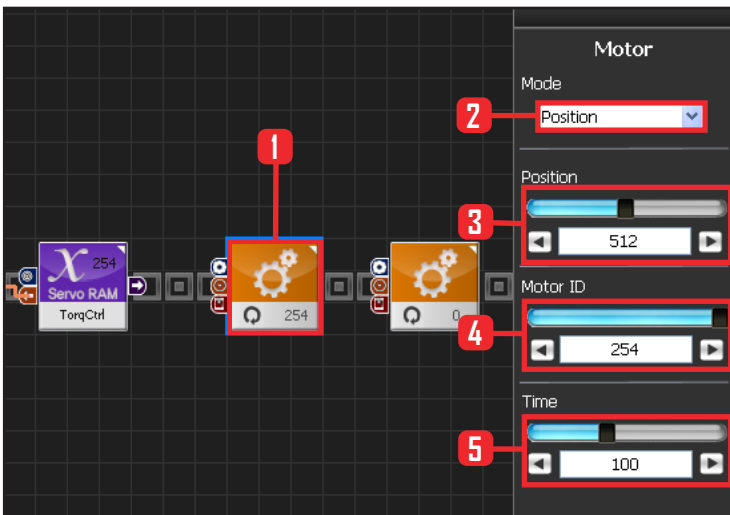 Motor
Mode
2
Position
1
Position
3
512
X 254
Servo RAM
TorqCtrl
254
0
Motor ID
4
254
Time
5
100